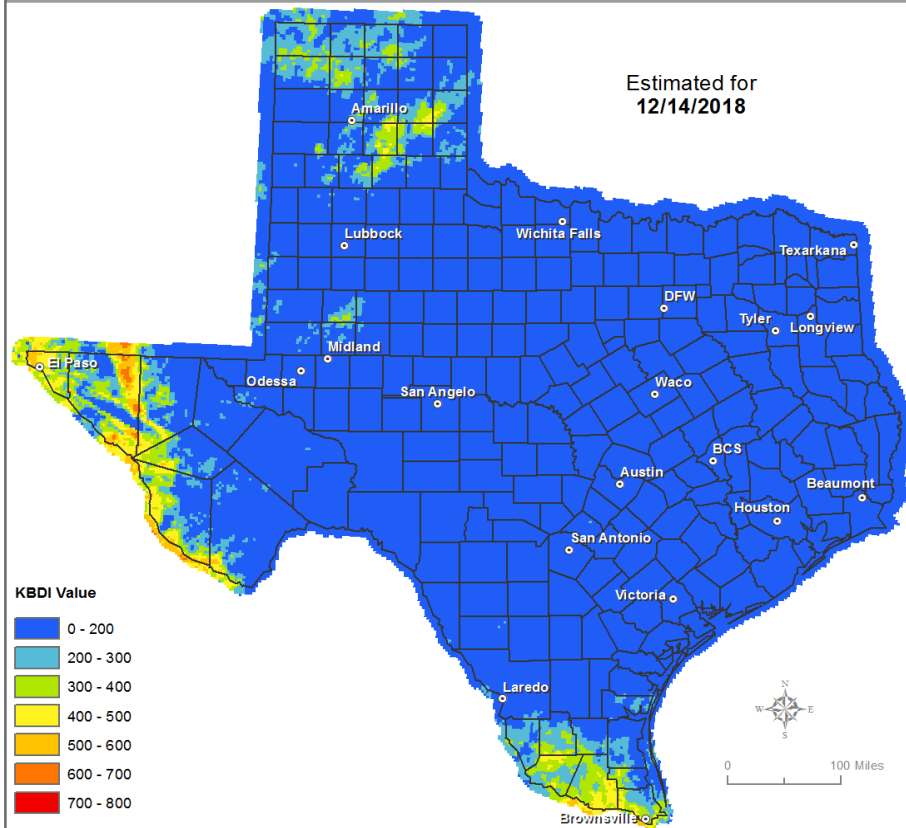 Estimated for
12/14/2018
Amarillo
Lubbock
Wichita Falls
Texarkana
DFW
Tyler
Longview
Midland
El Paso
Odessa
San Angelo
Waco
BCS
Austin
Beaumont
Houston
San Antonio
Victoria
KBDI Value
0 - 200
200 - 300
300 - 400
400 - 500
500 - 600
600 - 700
700 - 800
Laredo
N
W E
S
0 100 Miles
Brownsville